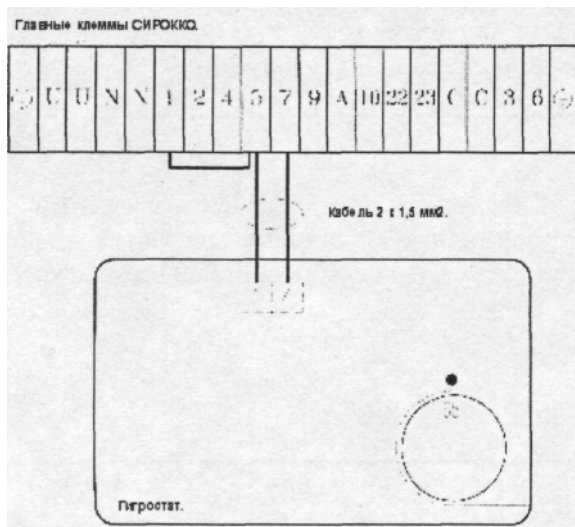 Главные клеммы СИРОККО.
U U N N 1 2 4 5 7 9 A 10 22 23 C C 3 6
Кабель 2 x 1,5 мм2.
Гигростат.